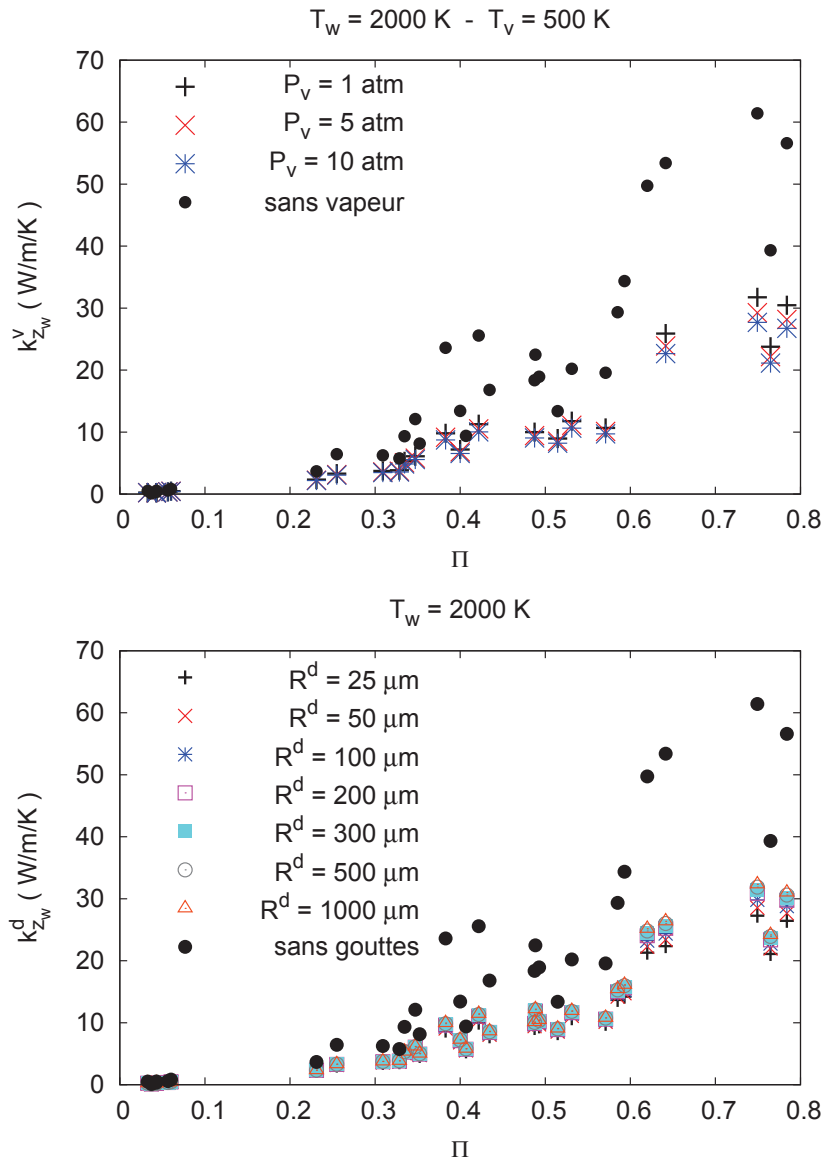 T_w = 2000 K - T_v = 500 K
k^v_{z_w} ( W/m/K )
70
60
50
40
30
20
10
0
P_v = 1 atm
P_v = 5 atm
P_v = 10 atm
sans vapeur
0 0.1 0.2 0.3 0.4 0.5 0.6 0.7 0.8
Π
T_w = 2000 K
k^d_{z_w} ( W/m/K )
70
60
50
40
30
20
10
0
R^d = 25 μm
R^d = 50 μm
R^d = 100 μm
R^d = 200 μm
R^d = 300 μm
R^d = 500 μm
R^d = 1000 μm
sans gouttes
0 0.1 0.2 0.3 0.4 0.5 0.6 0.7 0.8
Π